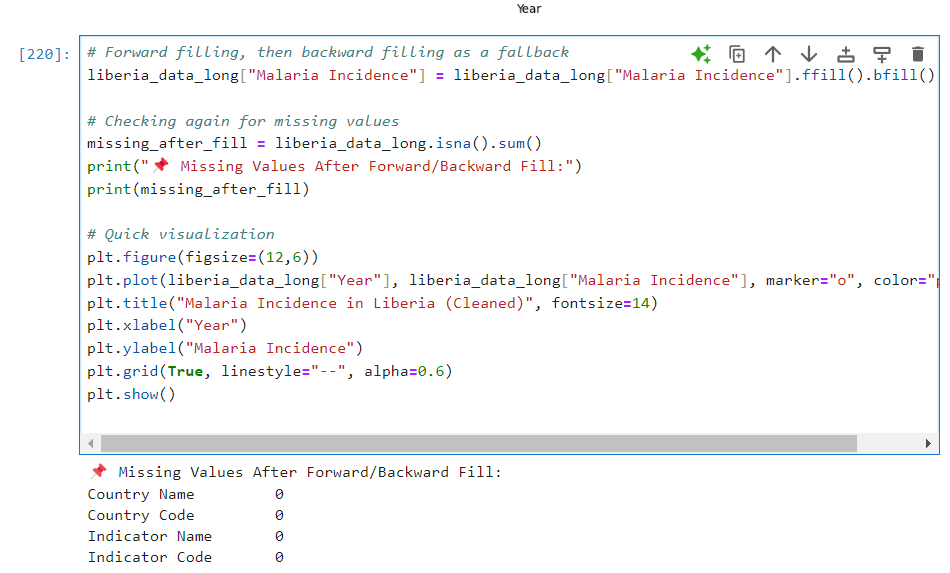 Year
[220]:
# Forward filling, then backward filling as a fallback
liberia_data_long["Malaria Incidence"] = liberia_data_long["Malaria Incidence"].ffill().bfill()
# Checking again for missing values
missing_after_fill = liberia_data_long.isna().sum()
print("📌 Missing Values After Forward/Backward Fill:")
print(missing_after_fill)
# Quick visualization
plt.figure(figsize=(12,6))
plt.plot(liberia_data_long["Year"], liberia_data_long["Malaria Incidence"], marker="o", color="p
plt.title("Malaria Incidence in Liberia (Cleaned)", fontsize=14)
plt.xlabel("Year")
plt.ylabel("Malaria Incidence")
plt.grid(True, linestyle="--", alpha=0.6)
plt.show()
📌 Missing Values After Forward/Backward Fill:
Country Name 0
Country Code 0
Indicator Name 0
Indicator Code 0